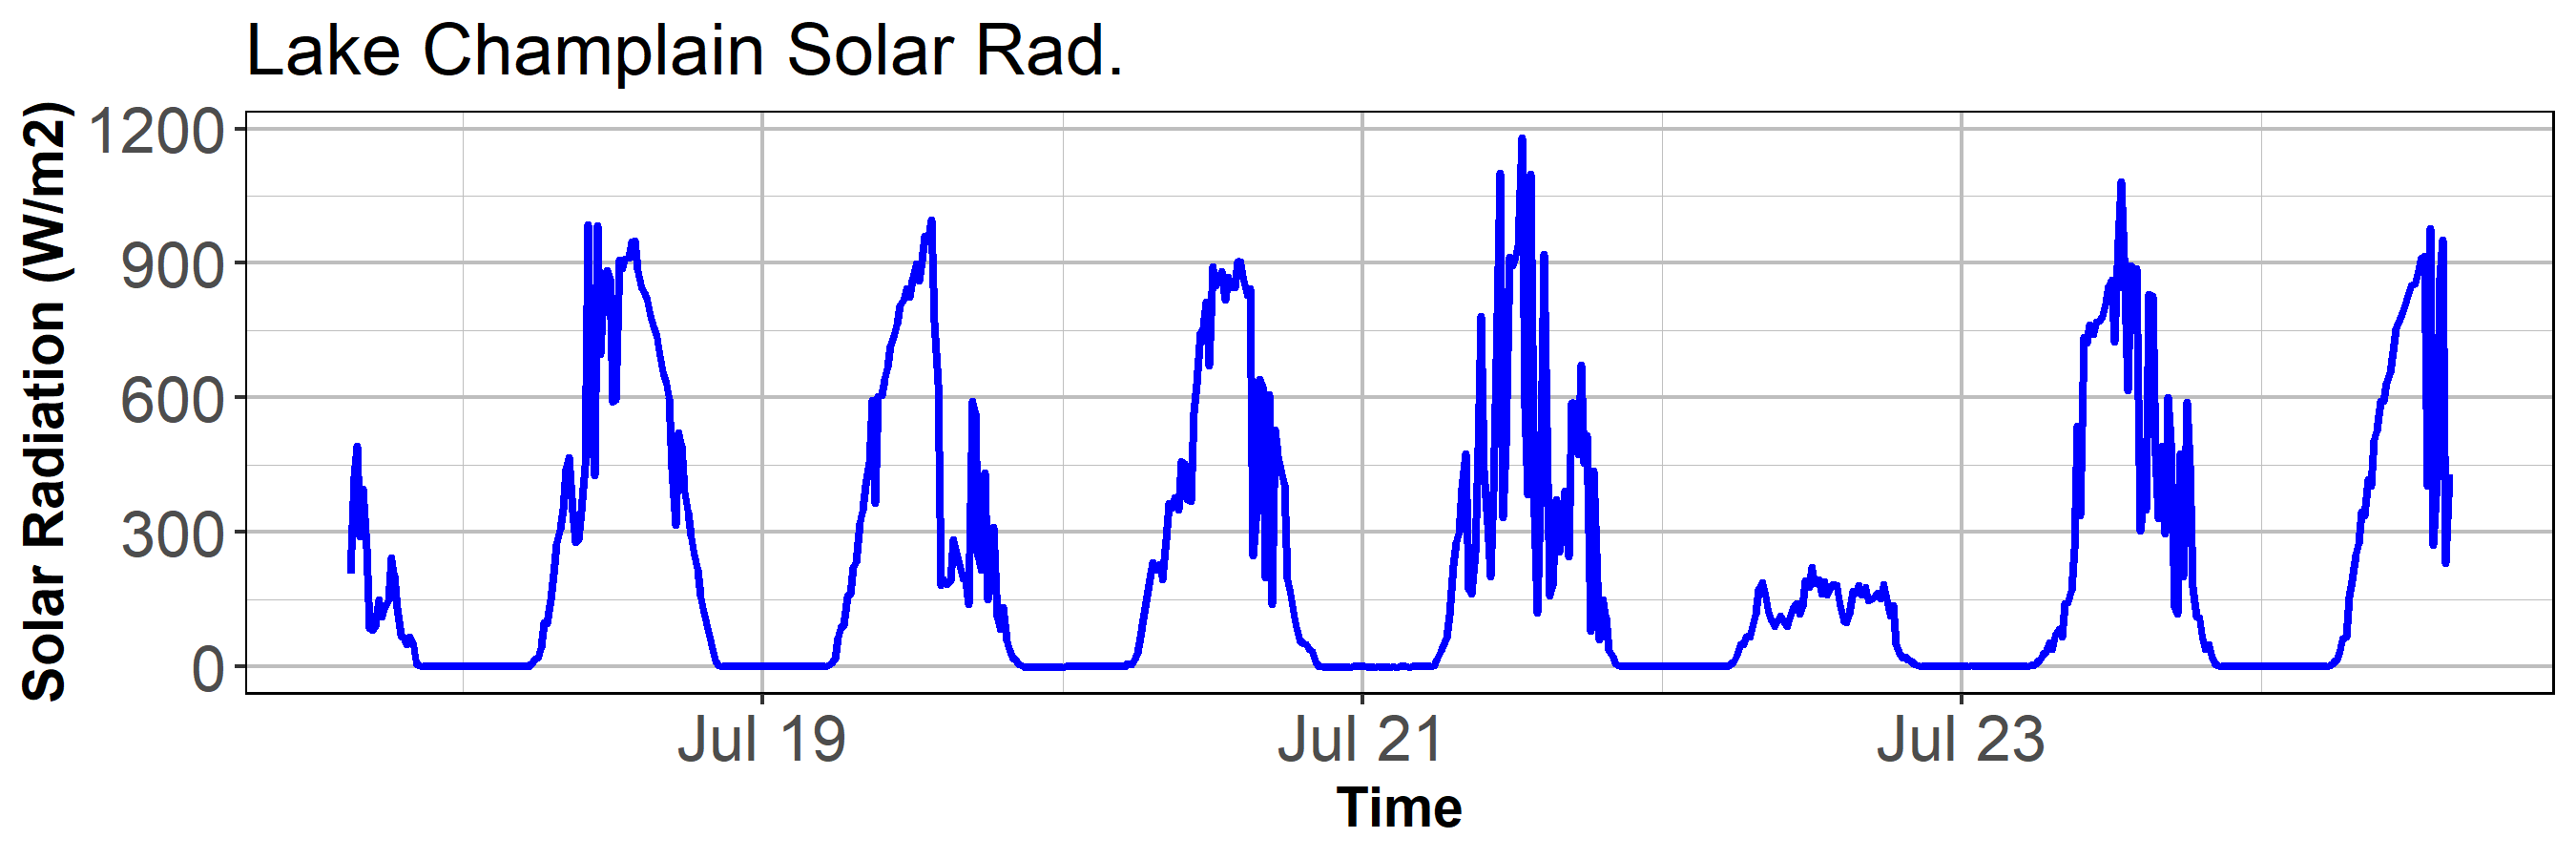 Lake Champlain Solar Rad.
Solar Radiation (W/m2)
1200
900
600
300
0
Jul 19 Jul 21 Jul 23
Time